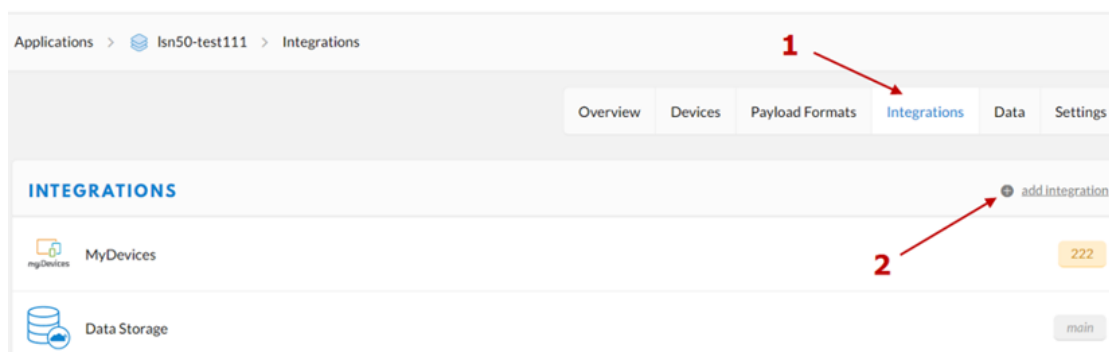 Applications > lsn50-test111 > Integrations
1
Overview Devices Payload Formats Integrations Data Settings
INTEGRATIONS
add integration
myDevices
MyDevices
222
2
Data Storage
main